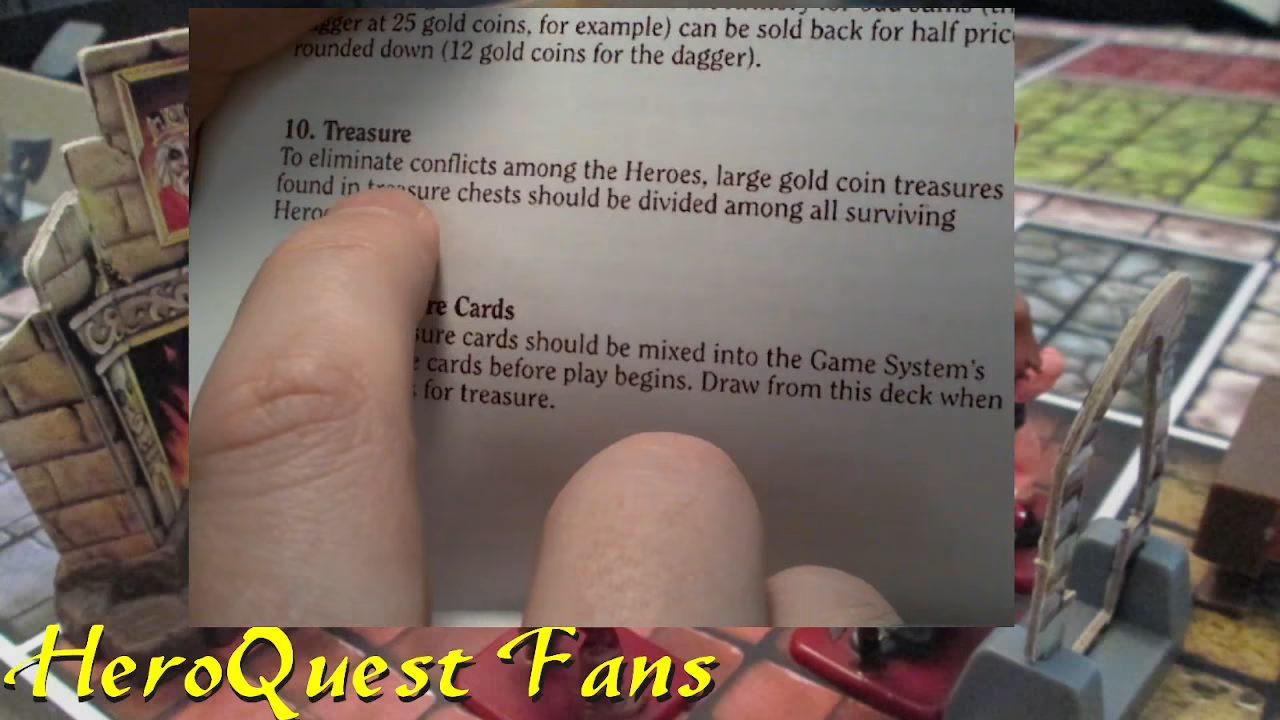 gger at 25 gold coins, for example) can be sold back for half pric
rounded down (12 gold coins for the dagger).
10. Treasure
To eliminate conflicts among the Heroes, large gold coin treasures
found in treasure chests should be divided among all surviving
Hero
re Cards
sure cards should be mixed into the Game System's
cards before play begins. Draw from this deck when
for treasure.
HeroQuest Fans